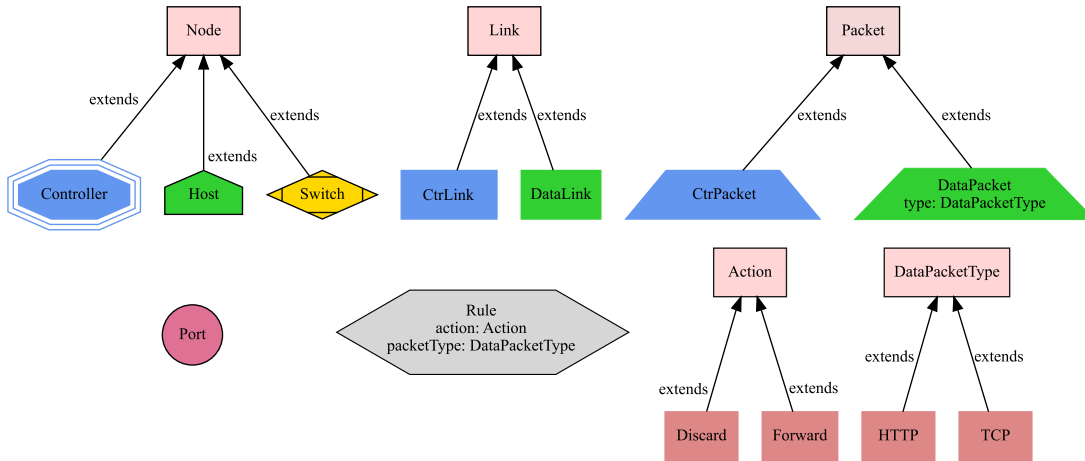 Node
Link
Packet
extends
extends
extends
extends
extends
extends
extends
Controller
Host
Switch
CtrLink
DataLink
CtrPacket
DataPacket
type: DataPacketType
Action
DataPacketType
Port
Rule
action: Action
packetType: DataPacketType
extends
extends
extends
extends
Discard
Forward
HTTP
TCP